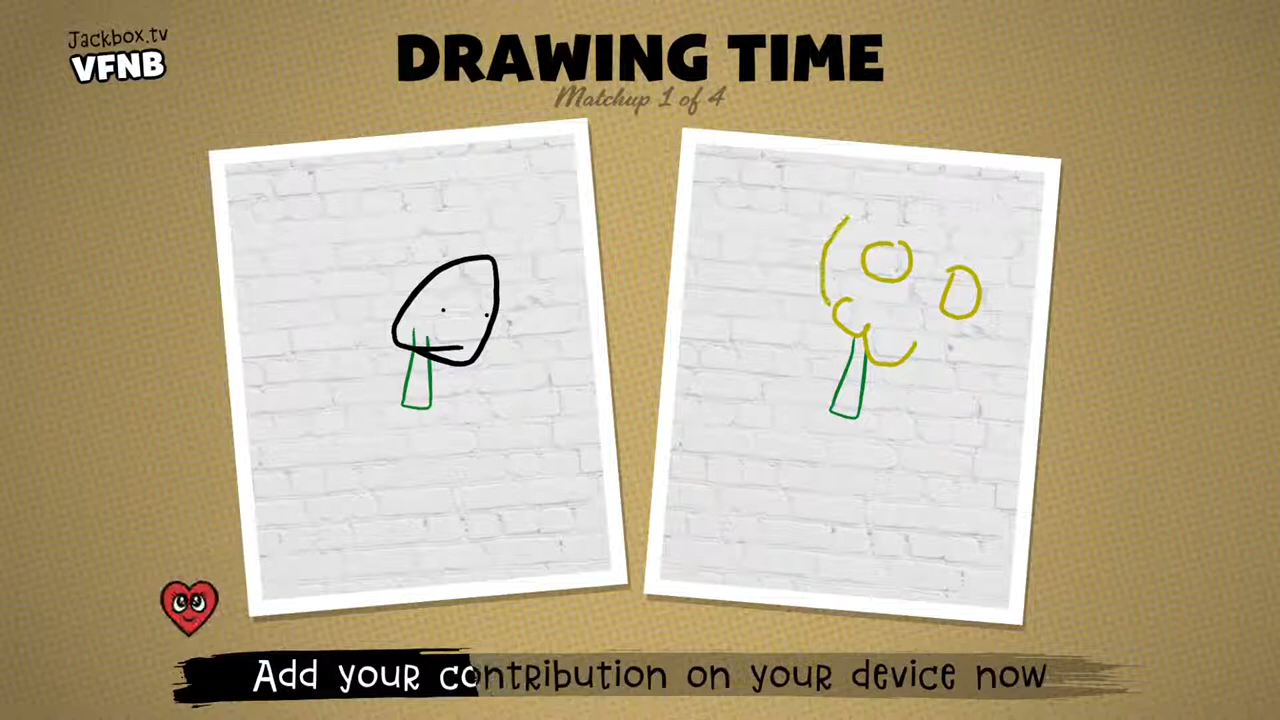 Jackbox.tv
VFNB
DRAWING TIME
Matchup 1 of 4
Add your contribution on your device now